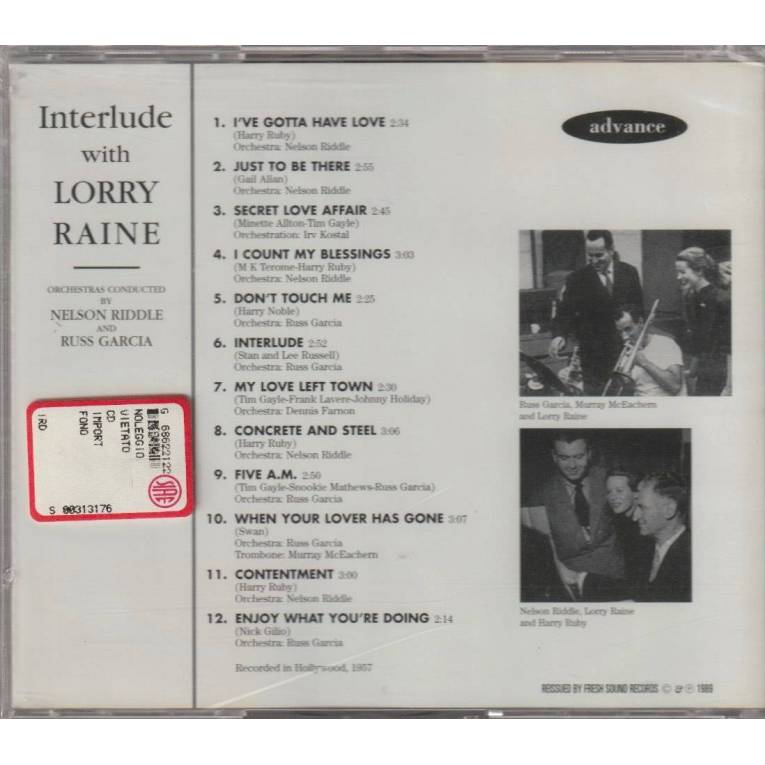 Interlude
with
LORRY
RAINE
ORCHESTRAS CONDUCTED
BY
NELSON RIDDLE
AND
RUSS GARCIA
1. I'VE GOTTA HAVE LOVE 2:34
(Harry Ruby)
Orchestra: Nelson Riddle
2. JUST TO BE THERE 2:55
(Gail Allan)
Orchestra: Nelson Riddle
3. SECRET LOVE AFFAIR 2:45
(Minette Allton-Tim Gayle)
Orchestration: Irv Kostal
4. I COUNT MY BLESSINGS 3:03
(M K Terome-Harry Ruby)
Orchestra: Nelson Riddle
5. DON'T TOUCH ME 2:25
(Harry Noble)
Orchestra: Russ Garcia
6. INTERLUDE 2:52
(Stan and Lee Russell)
Orchestra: Russ Garcia
7. MY LOVE LEFT TOWN 2:30
(Tim Gayle-Frank Lavere-Johnny Holiday)
Orchestra: Dennis Farnon
8. CONCRETE AND STEEL 3:06
(Harry Ruby)
Orchestra: Nelson Riddle
9. FIVE A.M. 2:50
(Tim Gayle-Snookie Mathews-Russ Garcia)
Orchestra: Russ Garcia
10. WHEN YOUR LOVER HAS GONE 3:07
(Swan)
Orchestra: Russ Garcia
Trombone: Murray McEachern
11. CONTENTMENT 3:00
(Harry Ruby)
Orchestra: Nelson Riddle
12. ENJOY WHAT YOU'RE DOING 2:14
(Nick Gilio)
Orchestra: Russ Garcia
Recorded in Hollywood, 1957
advance
Russ Garcia, Murray McEachern
and Lorry Raine
Nelson Riddle, Lorry Raine
and Harry Ruby
REISSUED BY FRESH SOUND RECORDS © & ℗ 1989
G 68622122
NOLEGGIO
VIETATO
CD
IMPORT
FONO
IRD
SIAE
S 00313176